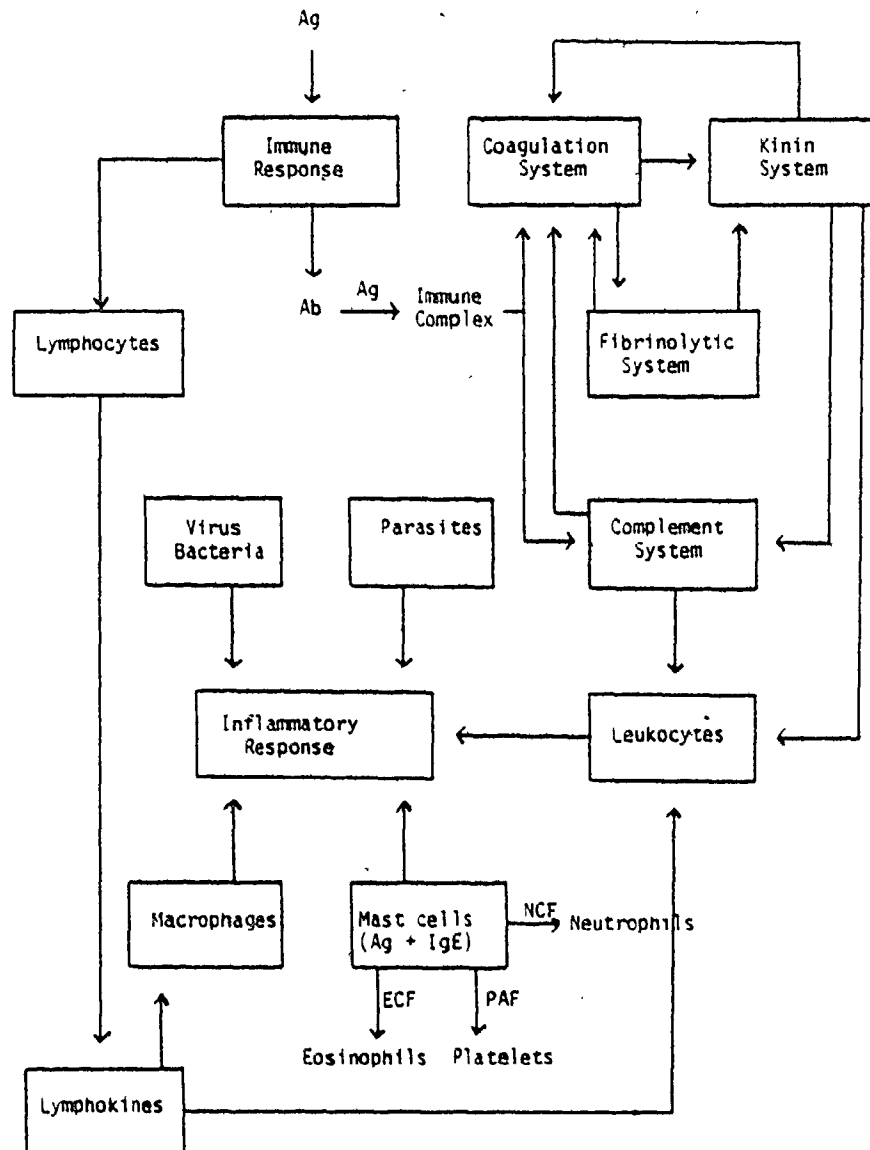 Ag
Immune
Response
Coagulation
System
Kinin
System
Ab
Ag
Immune
Complex
Lymphocytes
Fibrinolytic
System
Virus
Bacteria
Parasites
Complement
System
Inflammatory
Response
Leukocytes
Macrophages
Mast cells
(Ag + IgE)
NCF
Neutrophils
ECF
PAF
Eosinophils
Platelets
Lymphokines